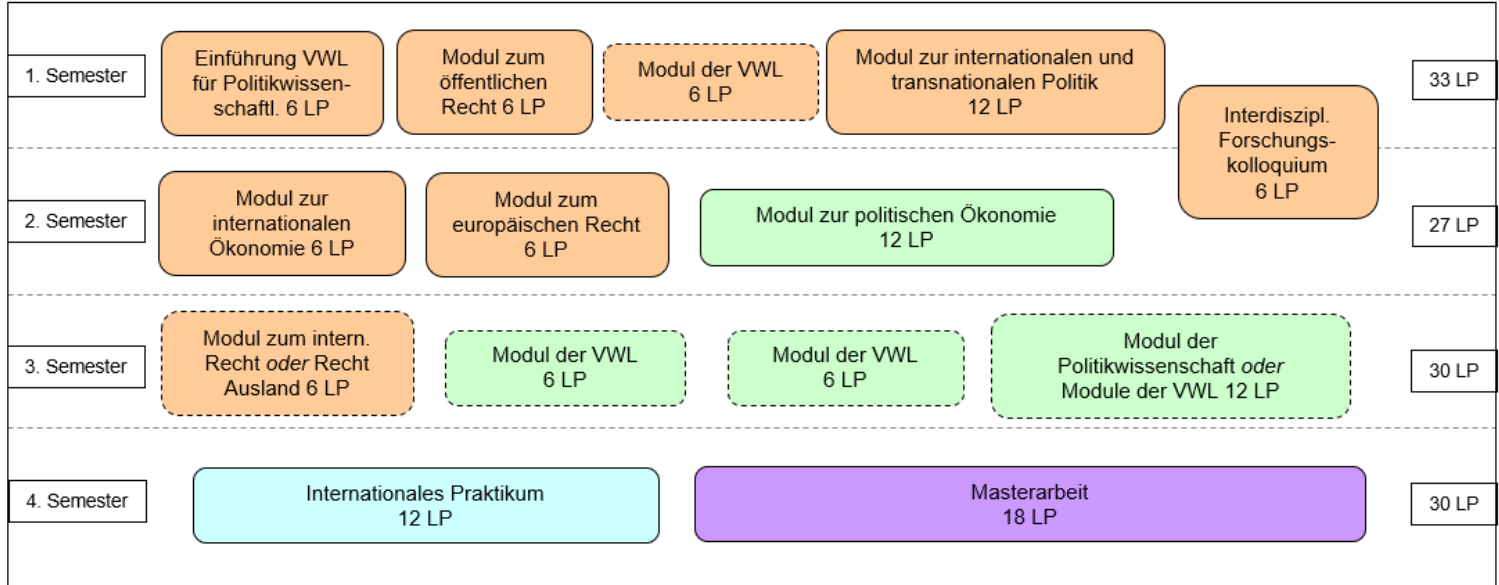 1. Semester
Einführung VWL
für Politikwissen-
schaftl. 6 LP
Modul zum
öffentlichen
Recht 6 LP
Modul der VWL
6 LP
Modul zur internationalen und
transnationalen Politik
12 LP
Interdiszipl.
Forschungs-
kolloquium
6 LP
33 LP
2. Semester
Modul zur
internationalen
Ökonomie 6 LP
Modul zum
europäischen Recht
6 LP
Modul zur politischen Ökonomie
12 LP
27 LP
3. Semester
Modul zum intern.
Recht oder Recht
Ausland 6 LP
Modul der VWL
6 LP
Modul der VWL
6 LP
Modul der
Politikwissenschaft oder
Module der VWL 12 LP
30 LP
4. Semester
Internationales Praktikum
12 LP
Masterarbeit
18 LP
30 LP